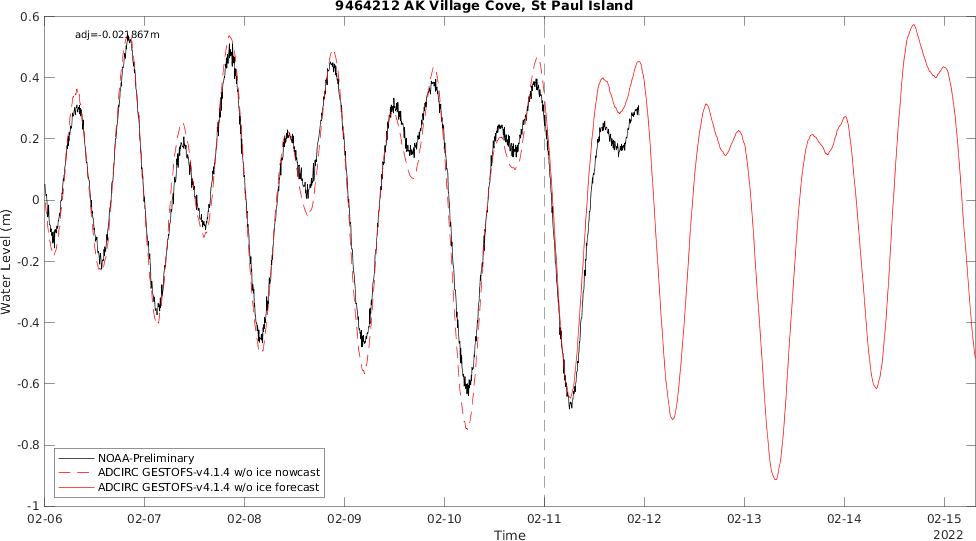 9464212 AK Village Cove, St Paul Island
adj=-0.021867m
0.6
0.4
0.2
0
-0.2
-0.4
-0.6
-0.8
-1
Water Level (m)
NOAA-Preliminary
ADCIRC GESTOFS-v4.1.4 w/o ice nowcast
ADCIRC GESTOFS-v4.1.4 w/o ice forecast
02-06 02-07 02-08 02-09 02-10 02-11 02-12 02-13 02-14 02-15
Time
2022